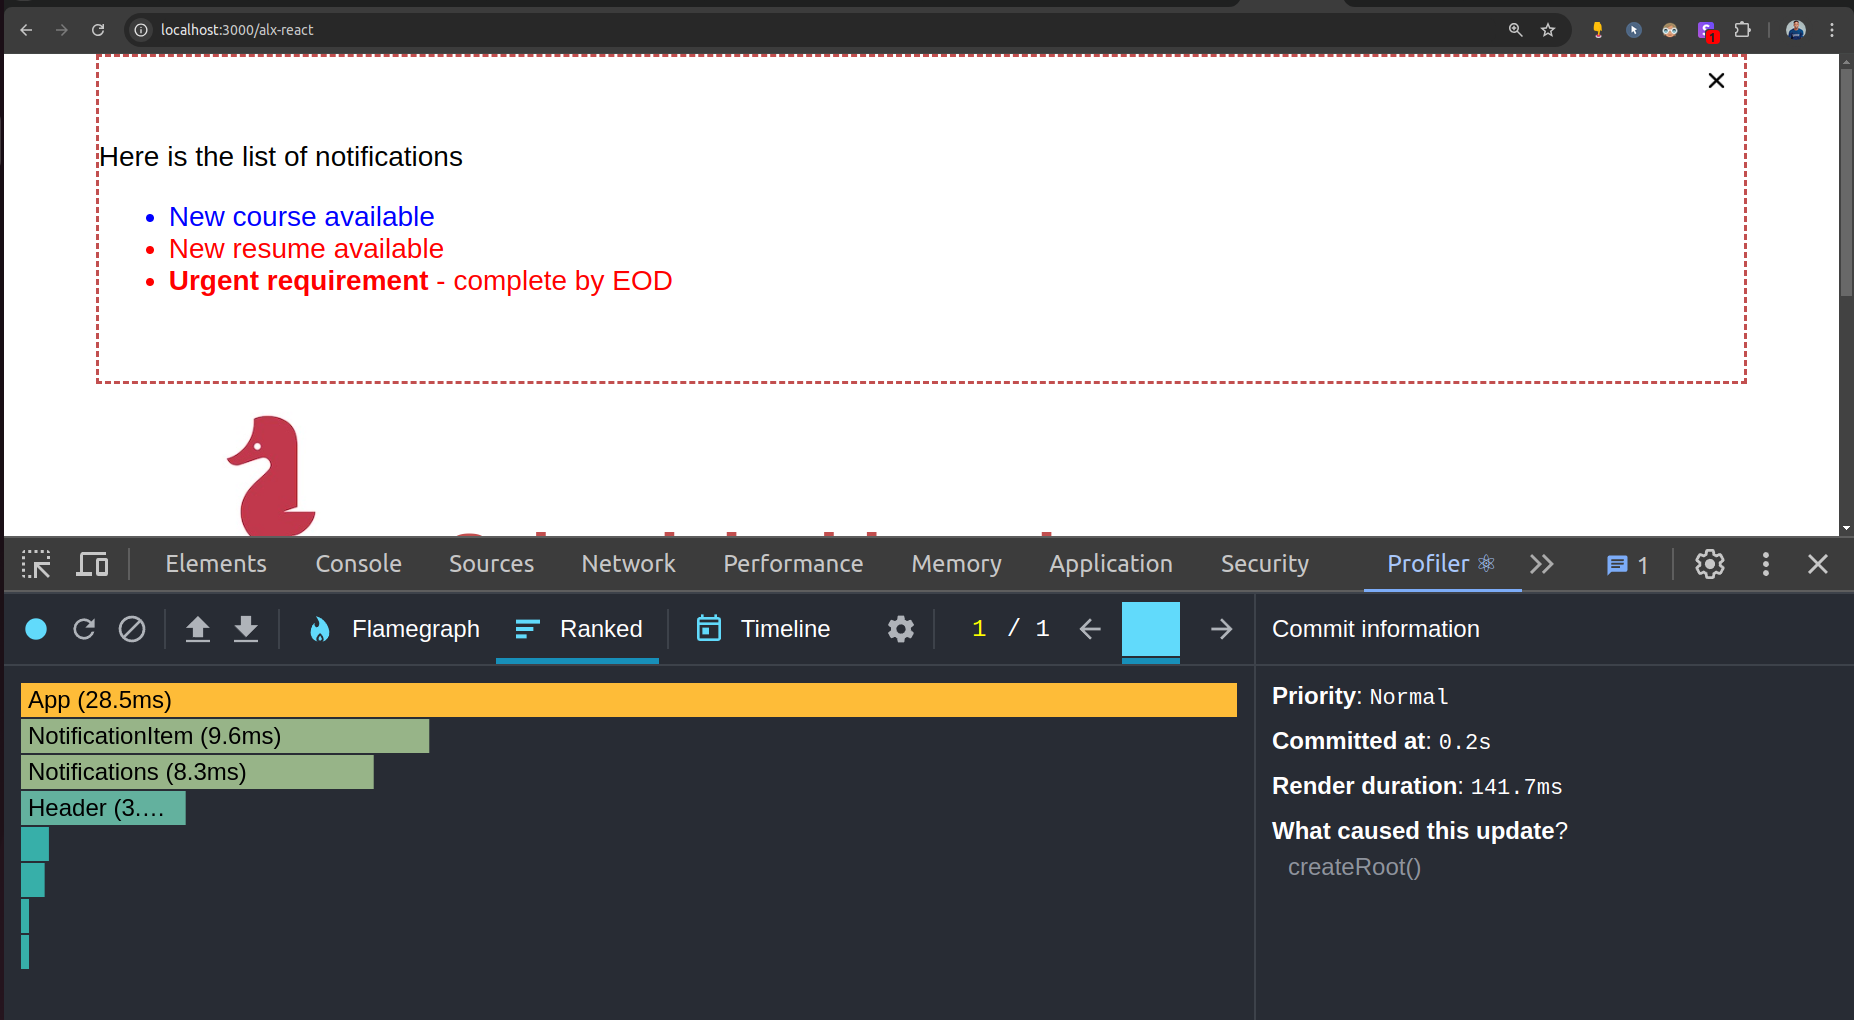 localhost:3000/alx-react
1
Here is the list of notifications
New course available
New resume available
Urgent requirement - complete by EOD
Elements Console Sources Network Performance Memory Application Security Profiler ⚛ 1
Flamegraph Ranked Timeline 1 / 1 Commit information
App (28.5ms)
NotificationItem (9.6ms)
Notifications (8.3ms)
Header (3.…
Priority: Normal
Committed at: 0.2s
Render duration: 141.7ms
What caused this update?
createRoot()